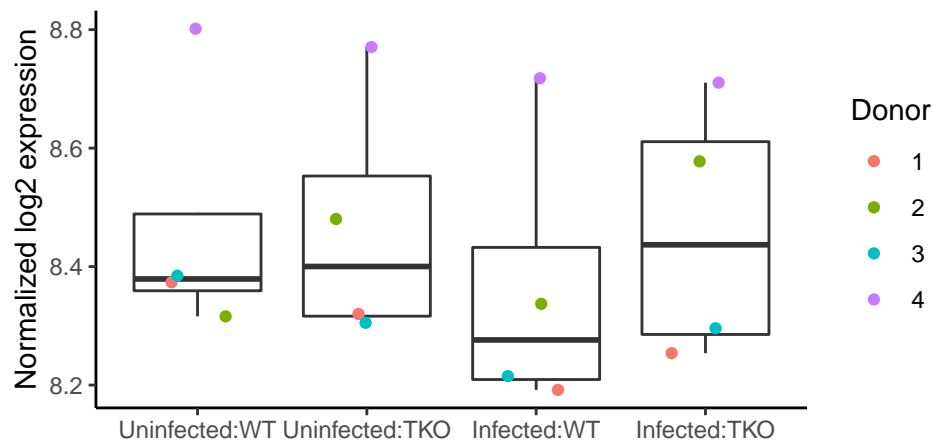 Normalized log2 expression
8.8
8.6
8.4
8.2
Uninfected:WT Uninfected:TKO Infected:WT Infected:TKO
Donor
1
2
3
4